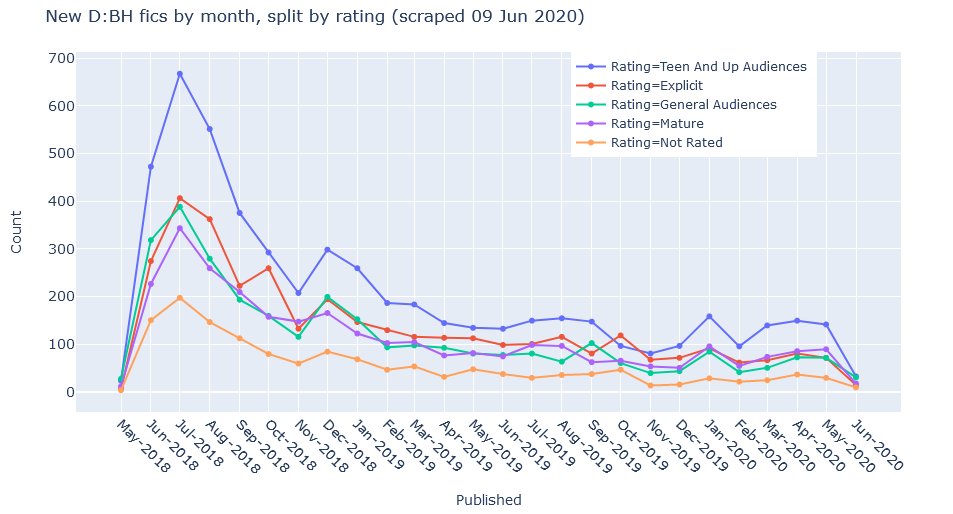 New D:BH fics by month, split by rating (scraped 09 Jun 2020)
Rating=Teen And Up Audiences
Rating=Explicit
Rating=General Audiences
Rating=Mature
Rating=Not Rated
Count
700
600
500
400
300
200
100
0
May-2018
Jun-2018
Jul-2018
Aug-2018
Sep-2018
Oct-2018
Nov-2018
Dec-2018
Jan-2019
Feb-2019
Mar-2019
Apr-2019
May-2019
Jun-2019
Jul-2019
Aug-2019
Sep-2019
Oct-2019
Nov-2019
Dec-2019
Jan-2020
Feb-2020
Mar-2020
Apr-2020
May-2020
Jun-2020
Published